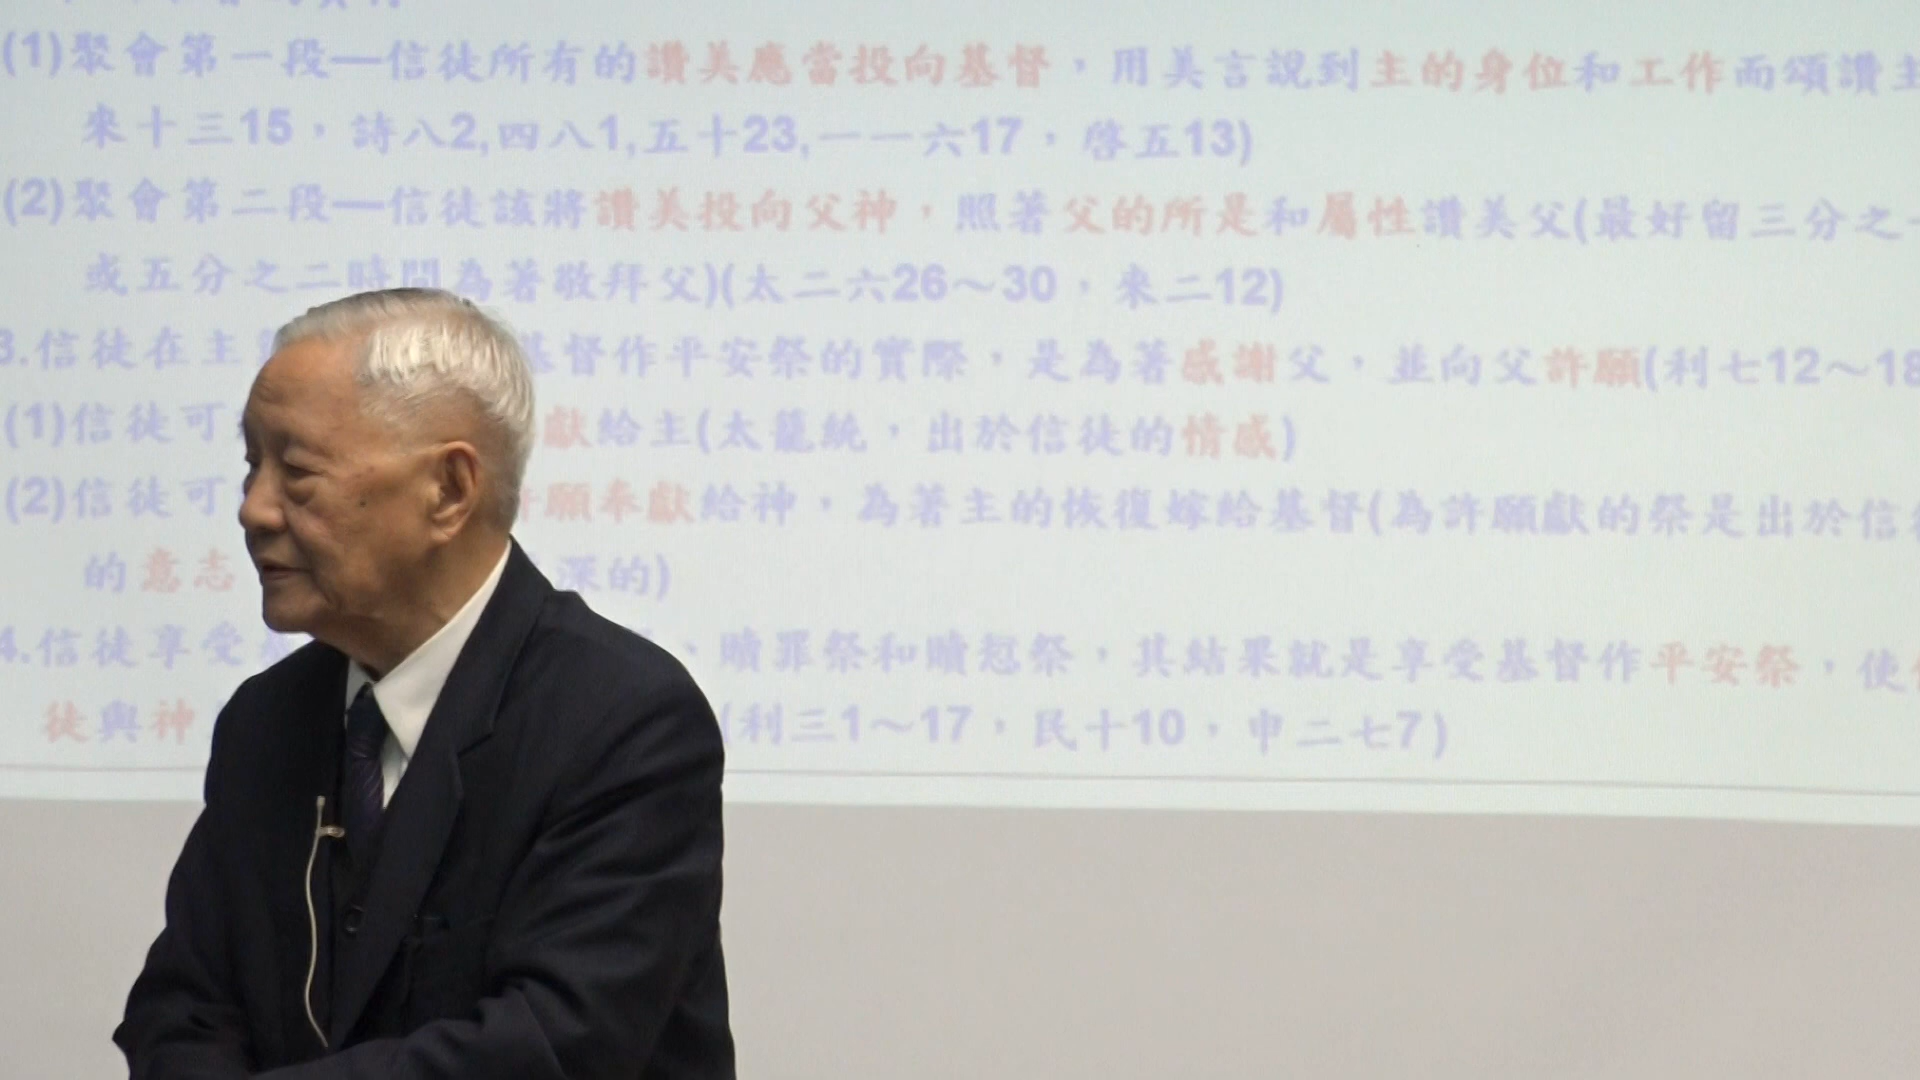 (1)聚會第一段—信徒所有的讚美應當投向基督,用美言說到主的身位和工作而頌讚主
來十三15,詩八2,四八1,五十23,一一六17,啓五13)
(2)聚會第二段—信徒該將讚美投向父神,照著父的所是和屬性讚美父(最好留三分之一
或五分之二時間為著敬拜父)(太二六26～30,來二12)
3.信徒在主 基督作平安祭的實際,是為著感謝父,並向父許願(利七12～18
(1)信徒可 獻給主(太籠統,出於信徒的情感)
(2)信徒可 許願奉獻給神,為著主的恢復嫁給基督(為許願獻的祭是出於信徒
的意志 深的)
4.信徒享受 、贖罪祭和贖愆祭,其結果就是享受基督作平安祭,使信
徒與神 (利三1～17,民十10,申二七7)